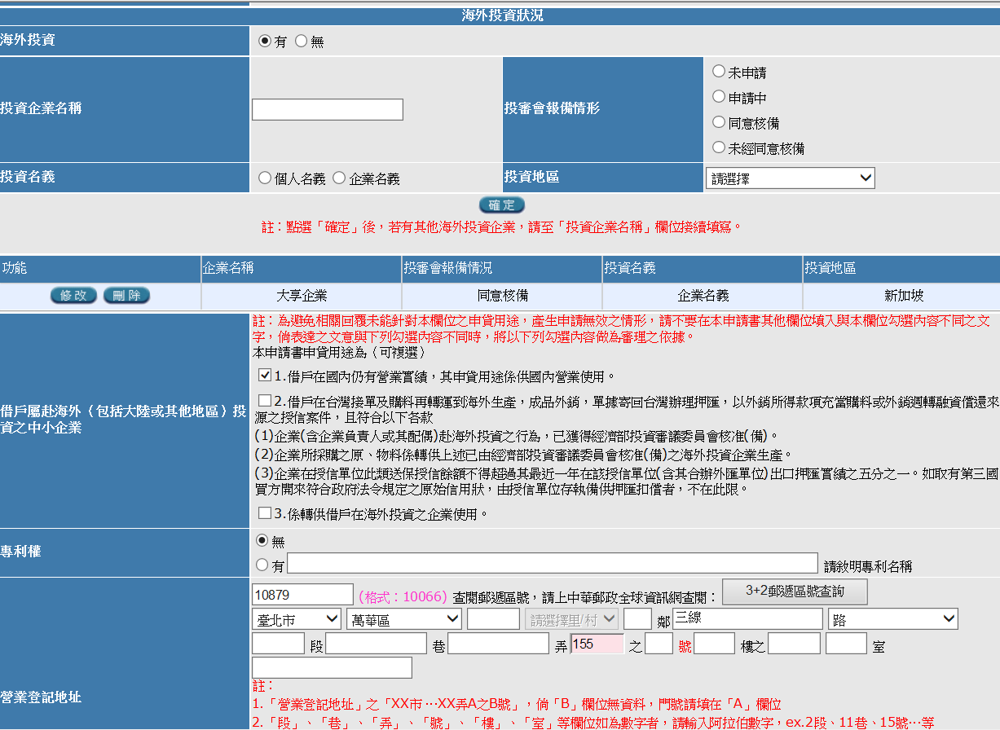 海外投資狀況
海外投資 有 無
投資企業名稱 投審會報備情形 未申請
申請中
同意核備
未經同意核備
投資名義 個人名義 企業名義 投資地區 請選擇
確定
註：點選「確定」後，若有其他海外投資企業，請至「投資企業名稱」欄位接續填寫。
功能 企業名稱 投審會報備情況 投資名義 投資地區
修改 刪除 大享企業 同意核備 企業名義 新加坡
借戶屬赴海外（包括大陸或其他地區）投
資之中小企業
註：為避免相關回覆未能針對本欄位之申貸用途，產生申請無效之情形，請不要在本申請書其他欄位填入與本欄位勾選內容不同之文
字，倘表達之文意與下列勾選內容不同時，將以下列勾選內容做為審理之依據。
本申請書申貸用途為（可複選）
1.借戶在國內仍有營業實績，其申貸用途係供國內營業使用。
2.借戶在台灣接單及購料再轉運到海外生產，成品外銷，單據寄回台灣辦理押匯，以外銷所得款項充當購料或外銷週轉融資償還來
源之授信案件，且符合以下各款
(1)企業(含企業負責人或其配偶)赴海外投資之行為，已獲得經濟部投資審議委員會核准(備)。
(2)企業所採購之原、物料係轉供上述已由經濟部投資審議委員會核准(備)之海外投資企業生產。
(3)企業在授信單位此類送保授信餘額不得超過其最近一年在該授信單位(含其合辦外匯單位)出口押匯實績之五分之一。如取有第三國
買方開來符合政府法令規定之原始信用狀，由授信單位存執備供押匯扣償者，不在此限。
3.係轉供借戶在海外投資之企業使用。
專利權 無
有 請敘明專利名稱
營業登記地址
10879 (格式：10066) 查閱郵遞區號，請上中華郵政全球資訊網查閱： 3+2郵遞區號查詢
臺北市 萬華區 請選擇里/村 鄰 三線 路
段 巷 弄 155 之 號 樓之 室
註：
1.「營業登記地址」之「XX市…XX弄A之B號」，倘「B」欄位無資料，門號請填在「A」欄位
2.「段」、「巷」、「弄」、「號」、「樓」、「室」等欄位如為數字者，請輸入阿拉伯數字，ex.2段、11巷、15號…等